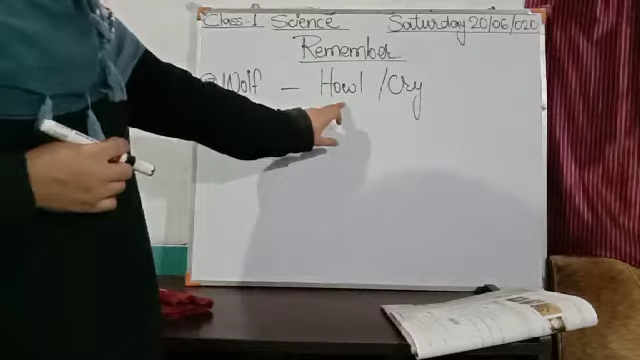 Class-1 Science Saturday 20/06/020
Remember
Wolf – Howl / Cry